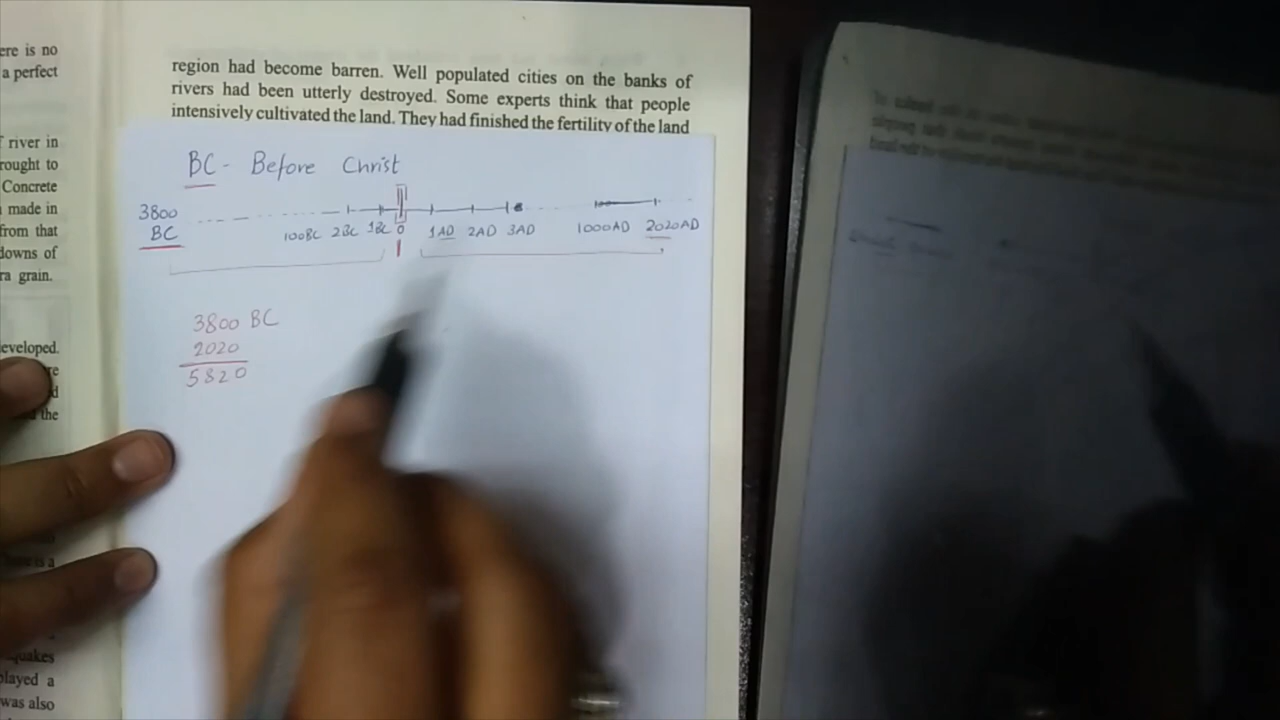 ere is no
a perfect
river in
rought to
Concrete
made in
from that
downs of
ra grain.
eveloped.
the
quakes
played a
was also
region had become barren. Well populated cities on the banks of
rivers had been utterly destroyed. Some experts think that people
intensively cultivated the land. They had finished the fertility of the land
BC - Before Christ
3800
BC
100BC 2BC 1BC 0 1AD 2AD 3AD 1000AD 2020AD
3800 BC
2020
5820